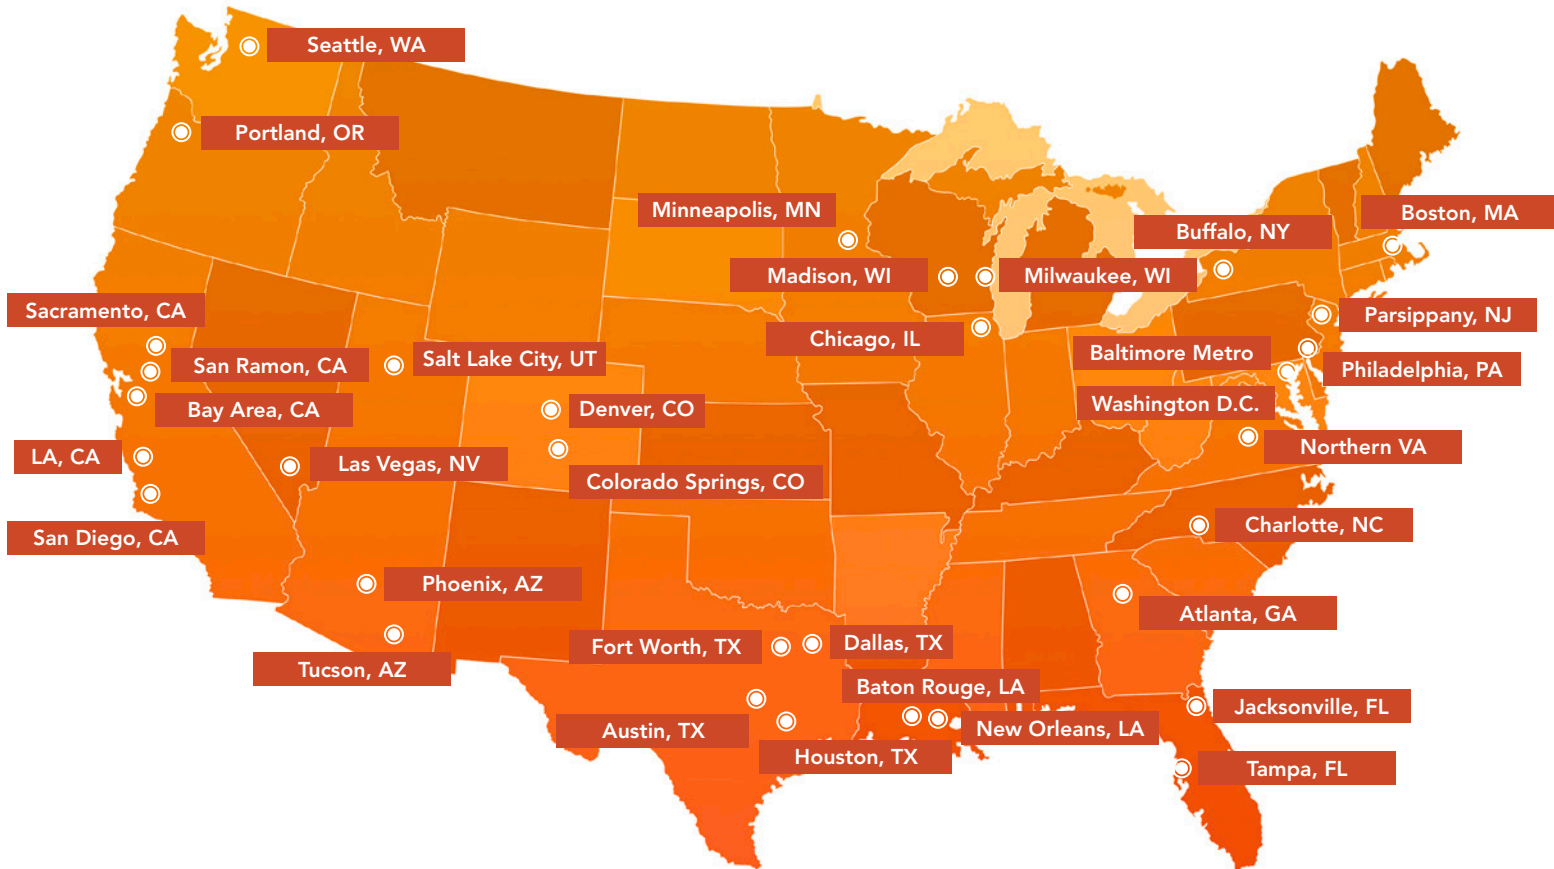 Seattle, WA
Portland, OR
Minneapolis, MN
Boston, MA
Buffalo, NY
Madison, WI
Milwaukee, WI
Sacramento, CA
Parsippany, NJ
Chicago, IL
Baltimore Metro
San Ramon, CA
Salt Lake City, UT
Philadelphia, PA
Bay Area, CA
Denver, CO
Washington D.C.
Northern VA
LA, CA
Las Vegas, NV
Colorado Springs, CO
Charlotte, NC
San Diego, CA
Phoenix, AZ
Atlanta, GA
Fort Worth, TX
Dallas, TX
Tucson, AZ
Baton Rouge, LA
Jacksonville, FL
Austin, TX
New Orleans, LA
Houston, TX
Tampa, FL